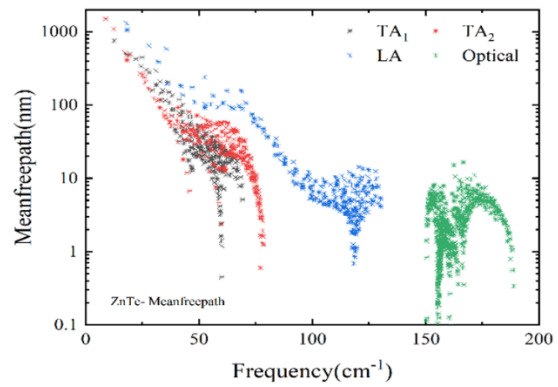 TA1 TA2
LA Optical
1000
100
10
1
0.1
Meanfreepath(nm)
ZnTe- Meanfreepath
0 50 100 150 200
Frequency(cm-1)